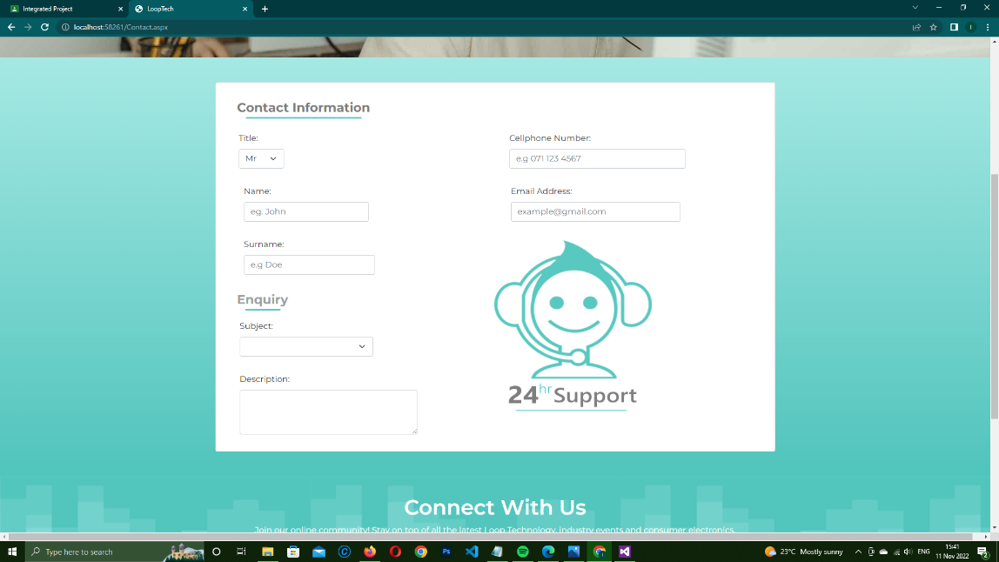 Integrated Project
LoopTech
localhost:58261/Contact.aspx
I
Contact Information
Title:
Mr
Cellphone Number:
e.g 071 123 4567
Name:
eg. John
Email Address:
example@gmail.com
Surname:
e.g Doe
Enquiry
Subject:
Description:
24hr Support
Connect With Us
Join our online community! Stay on top of all the latest Loop Technology, industry events and consumer electronics.
Type here to search
Ps
23°C Mostly sunny
ENG
15:41
11 Nov 2022
2